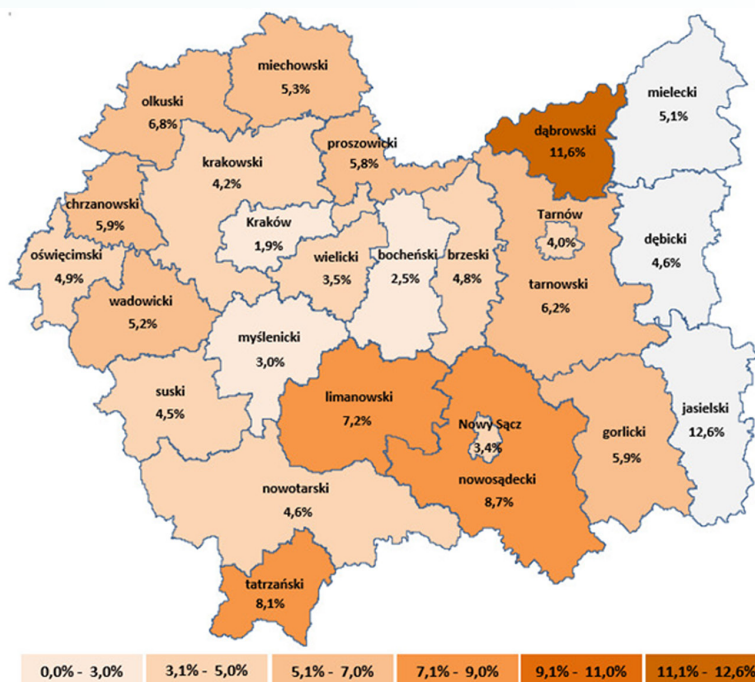 miechowski
5,3%
olkuski
6,8%
mielecki
5,1%
dąbrowski
11,6%
proszowicki
5,8%
krakowski
4,2%
chrzanowski
5,9%
Kraków
1,9%
Tarnów
4,0%
oświęcimski
4,9%
wielicki
3,5%
bocheński
2,5%
brzeski
4,8%
dębicki
4,6%
tarnowski
6,2%
wadowicki
5,2%
myślenicki
3,0%
suski
4,5%
limanowski
7,2%
Nowy Sącz
3,4%
gorlicki
5,9%
jasielski
12,6%
nowosądecki
8,7%
nowotarski
4,6%
tatrzański
8,1%
0,0% - 3,0% 3,1% - 5,0% 5,1% - 7,0% 7,1% - 9,0% 9,1% - 11,0% 11,1% - 12,6%